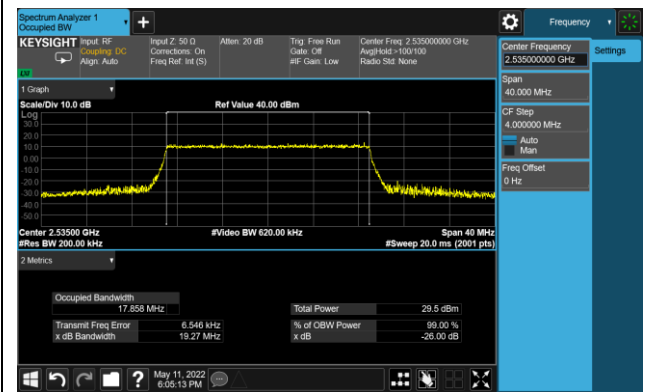 Spectrum Analyzer 1
Occupied BW
Frequency
KEYSIGHT
Input: RF
Coupling: DC
Align: Auto
Input Z: 50 Ω
Corrections: On
Freq Ref: Int (S)
Atten: 20 dB
Trig: Free Run
Gate: Off
#IF Gain: Low
Center Freq: 2.535000000 GHz
Avg|Hold:>100/100
Radio Std: None
Center Frequency
2.535000000 GHz
Settings
Span
40.000 MHz
CF Step
4.000000 MHz
Auto
Man
Freq Offset
0 Hz
1 Graph
Scale/Div 10.0 dB
Ref Value 40.00 dBm
Log
30.0
20.0
10.0
0.00
-10.0
-20.0
-30.0
-40.0
-50.0
Center 2.53500 GHz
#Video BW 620.00 kHz
Span 40 MHz
#Res BW 200.00 kHz
#Sweep 20.0 ms (2001 pts)
2 Metrics
Occupied Bandwidth
17.858 MHz
Total Power 29.5 dBm
Transmit Freq Error 6.546 kHz
% of OBW Power 99.00 %
x dB Bandwidth 19.27 MHz
x dB -26.00 dB
May 11, 2022
6:05:13 PM